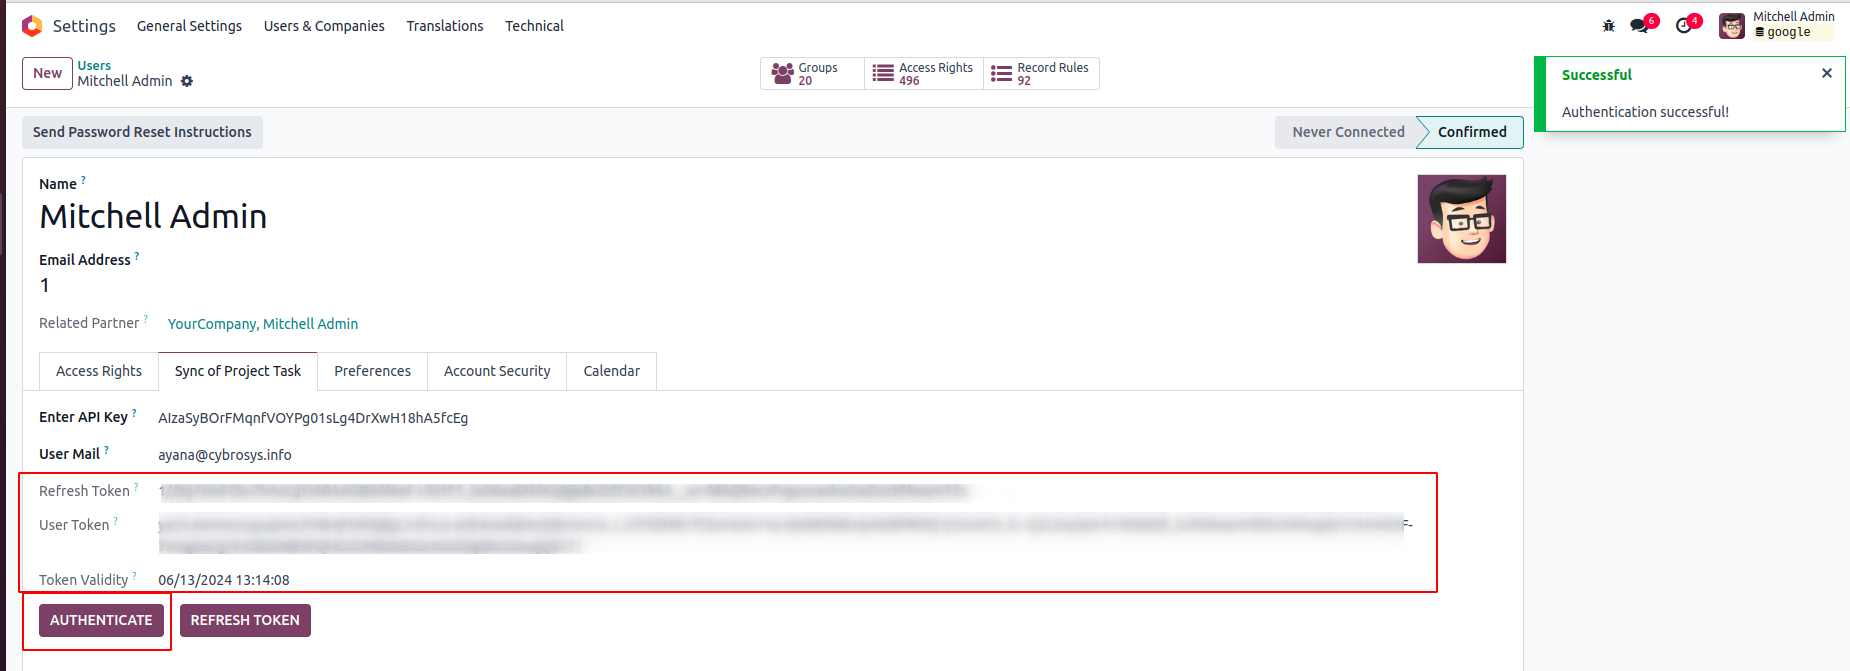 Settings General Settings Users & Companies Translations Technical 6 4 Mitchell Admin
google
New Users
Mitchell Admin
Groups 20 Access Rights 496 Record Rules 92
Successful
Authentication successful!
Send Password Reset Instructions Never Connected Confirmed
Name ?
Mitchell Admin
Email Address ?
1
Related Partner ? YourCompany, Mitchell Admin
Access Rights Sync of Project Task Preferences Account Security Calendar
Enter API Key ? AIzaSyBOrFMqnfVOYPg01sLg4DrXwH18hA5fcEg
User Mail ? ayana@cybrosys.info
Refresh Token ?
User Token ? F-
Token Validity ? 06/13/2024 13:14:08
AUTHENTICATE REFRESH TOKEN